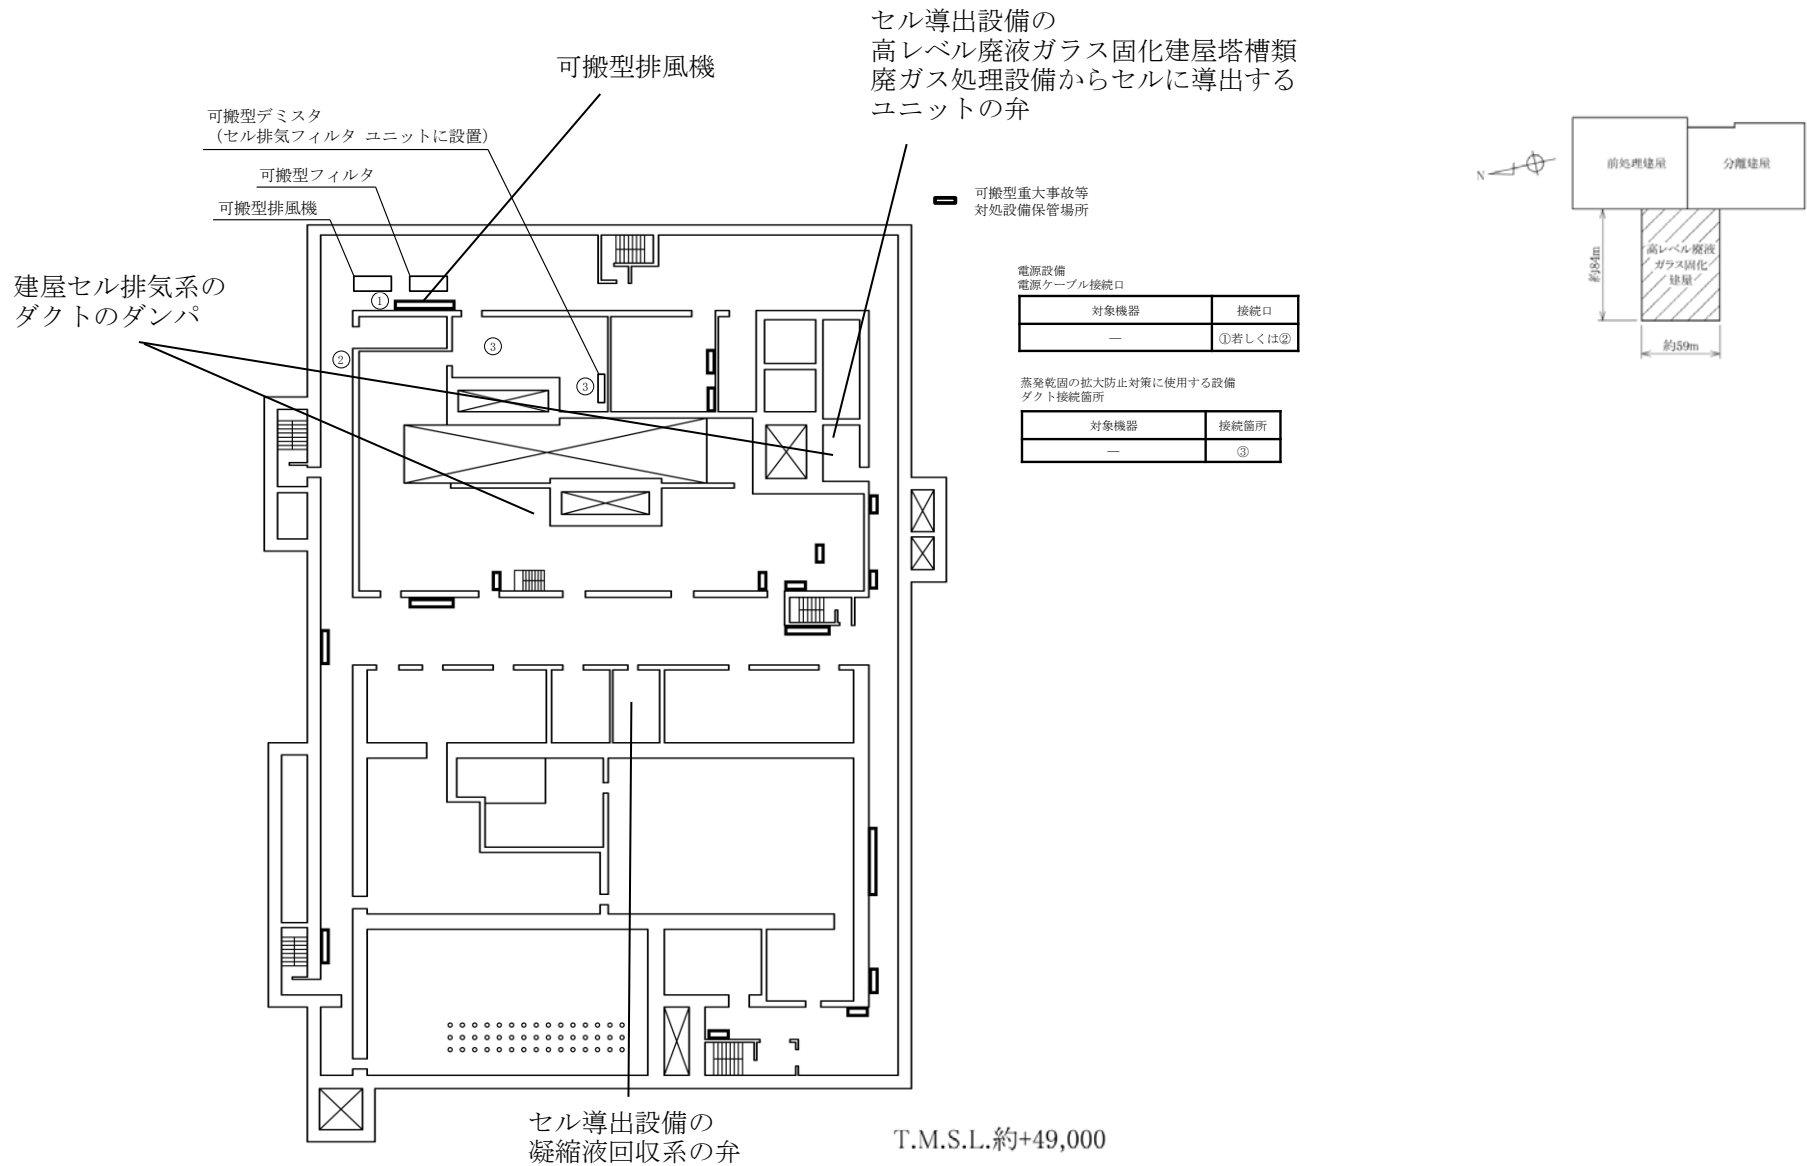 セル導出設備の
高レベル廃液ガラス固化建屋塔槽類
廃ガス処理設備からセルに導出する
ユニットの弁
可搬型排風機
可搬型デミスタ
（セル排気フィルタ ユニットに設置）
可搬型フィルタ
可搬型排風機
建屋セル排気系の
ダクトのダンパ
①
②
③
③
可搬型重大事故等
対処設備保管場所
電源設備
電源ケーブル接続口
対象機器 接続口
― ①若しくは②
蒸発乾固の拡大防止対策に使用する設備
ダクト接続箇所
対象機器 接続箇所
― ③
N
前処理建屋
分離建屋
高レベル廃液
ガラス固化
建屋
約84m
約59m
セル導出設備の
凝縮液回収系の弁
T.M.S.L.約+49,000